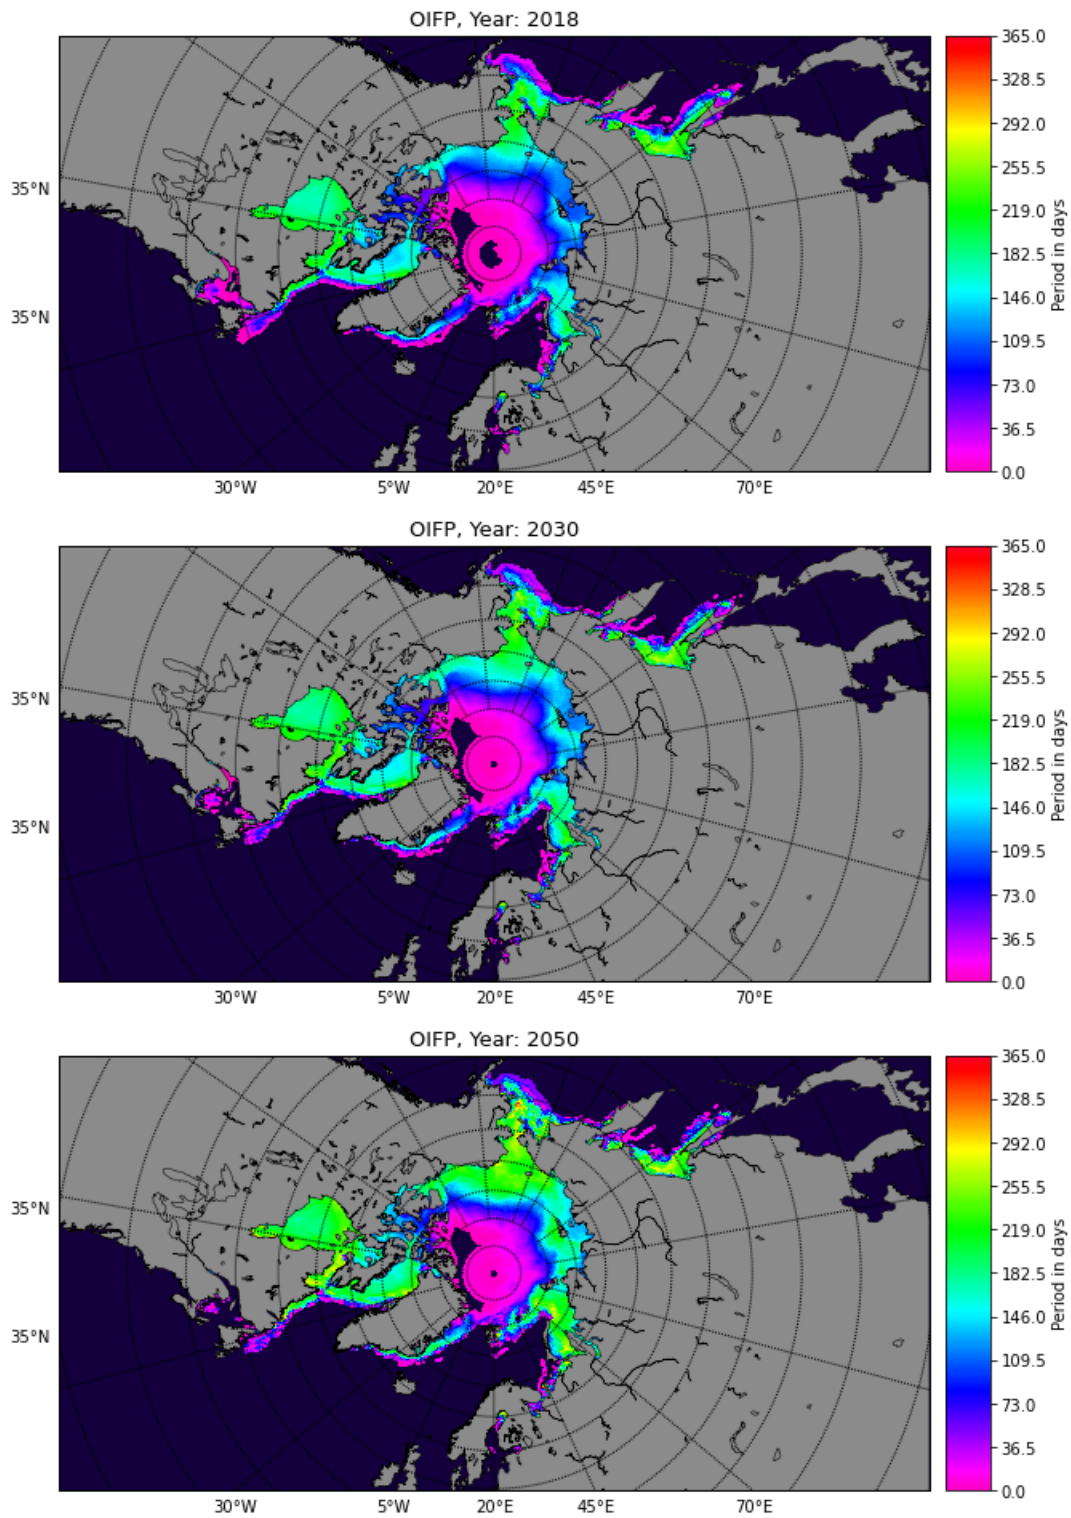 OIFP, Year: 2018
365.0
328.5
292.0
255.5
219.0
182.5
146.0
109.5
73.0
36.5
0.0
Period in days
35°N
35°N
30°W 5°W 20°E 45°E 70°E
OIFP, Year: 2030
365.0
328.5
292.0
255.5
219.0
182.5
146.0
109.5
73.0
36.5
0.0
Period in days
35°N
35°N
30°W 5°W 20°E 45°E 70°E
OIFP, Year: 2050
365.0
328.5
292.0
255.5
219.0
182.5
146.0
109.5
73.0
36.5
0.0
Period in days
35°N
35°N
30°W 5°W 20°E 45°E 70°E